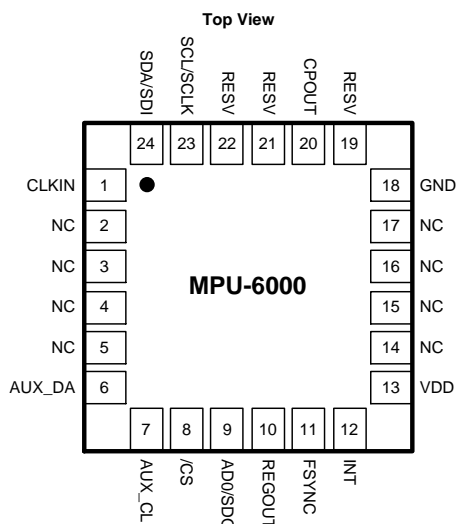 Top View
SDA/SDI
SCL/SCLK
RESV
RESV
CPOUT
RESV
24
23
22
21
20
19
CLKIN
1
18
GND
NC
2
17
NC
NC
3
16
NC
MPU-6000
NC
4
15
NC
NC
5
14
NC
AUX_DA
6
13
VDD
7
8
9
10
11
12
AUX_CL
/CS
AD0/SDO
REGOUT
FSYNC
INT